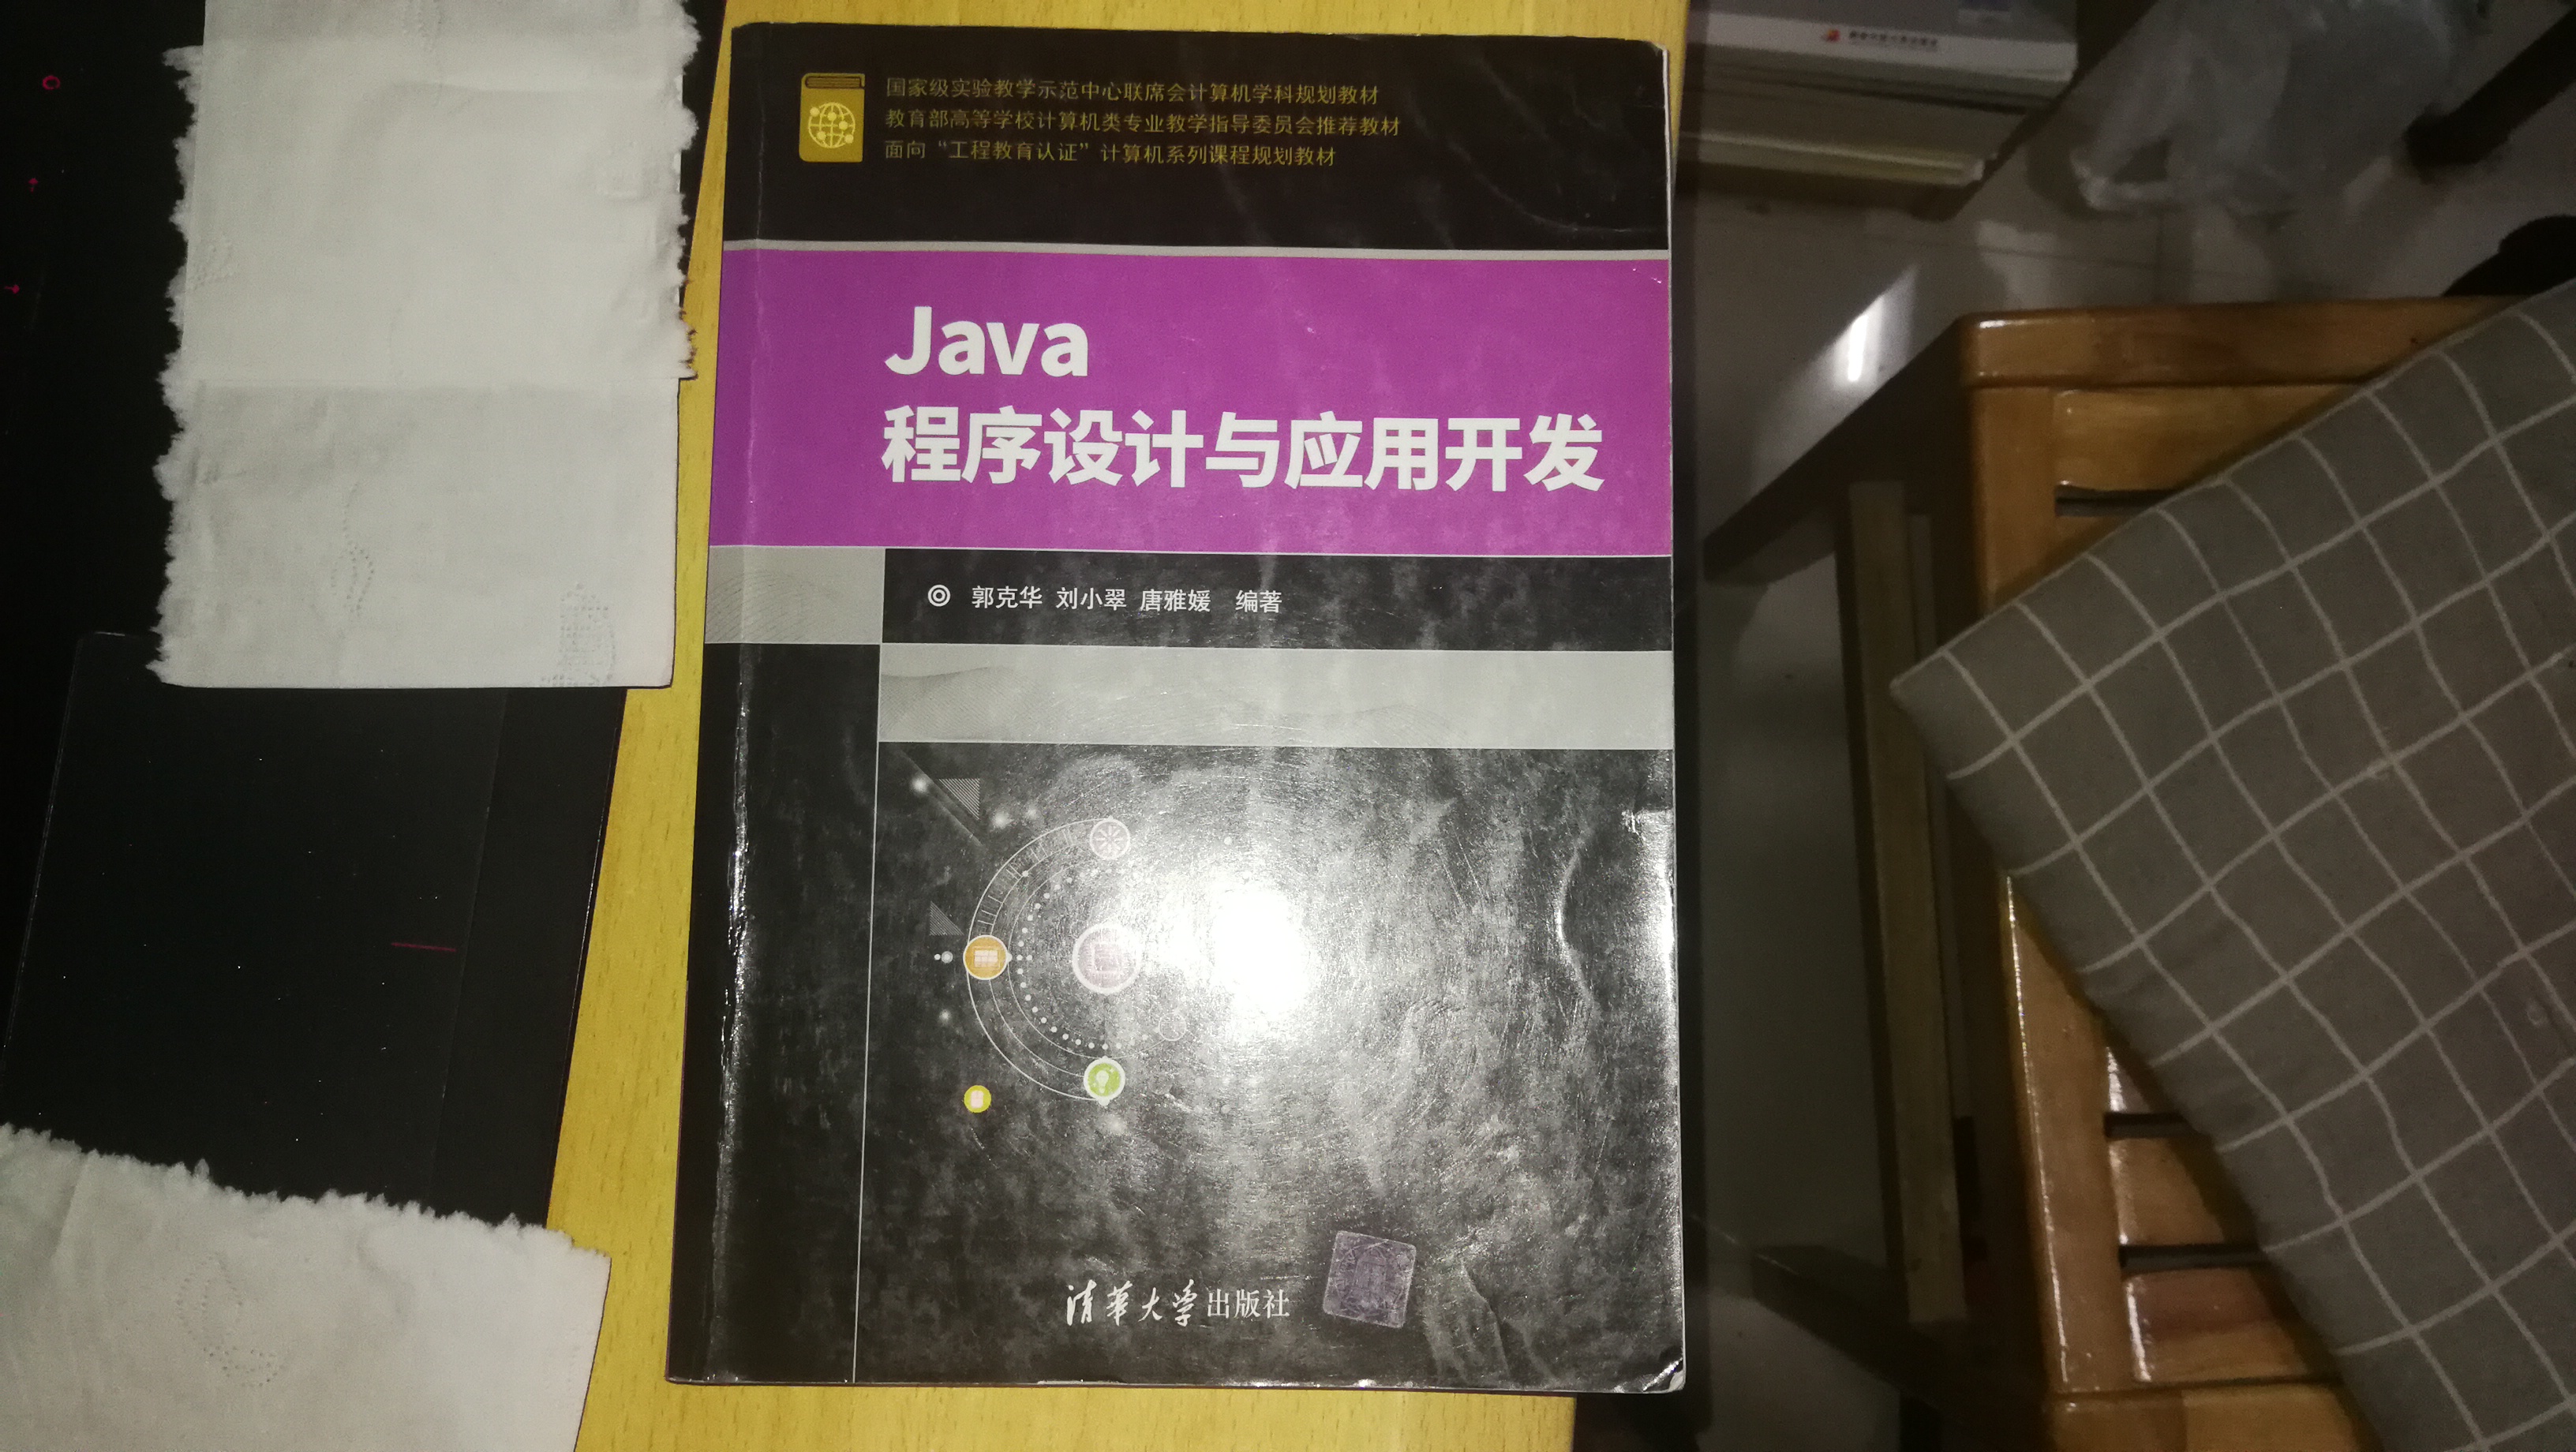 国家级实验教学示范中心联席会计算机学科规划教材
教育部高等学校计算机类专业教学指导委员会推荐教材
面向“工程教育认证”计算机系列课程规划教材
Java
程序设计与应用开发
郭克华 刘小翠 唐雅媛 编著
清华大学出版社